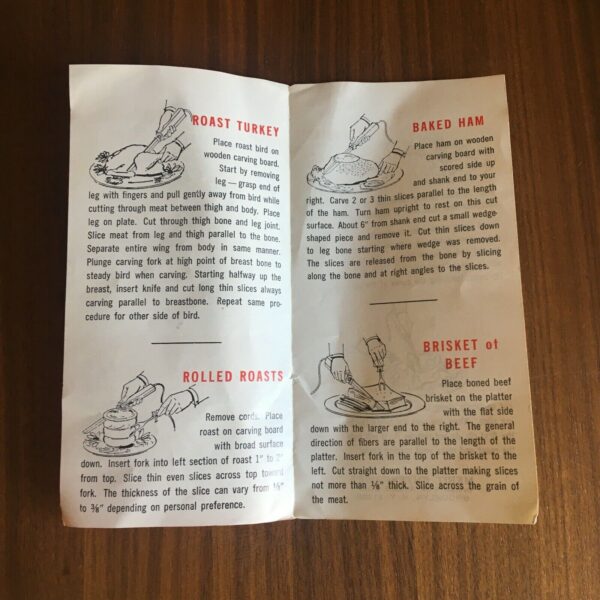 ROAST TURKEY
Place roast bird on
wooden carving board.
Start by removing
leg — grasp end of
leg with fingers and pull gently away from bird while
cutting through meat between thigh and body. Place
leg on plate. Cut through thigh bone and leg joint.
Slice meat from leg and thigh parallel to the bone.
Separate entire wing from body in same manner.
Plunge carving fork at high point of breast bone to
steady bird when carving. Starting halfway up the
breast, insert knife and cut long thin slices always
carving parallel to breastbone. Repeat same pro-
cedure for other side of bird.
ROLLED ROASTS
Remove cords. Place
roast on carving board
with broad surface
down. Insert fork into left section of roast 1" to 2"
from top. Slice thin even slices across top toward
fork. The thickness of the slice can vary from ⅛"
to ⅜" depending on personal preference.
BAKED HAM
Place ham on wooden
carving board with
scored side up
and shank end to your
right. Carve 2 or 3 thin slices parallel to the length
of the ham. Turn ham upright to rest on this cut
surface. About 6" from shank end cut a small wedge-
shaped piece and remove it. Cut thin slices down
to leg bone starting where wedge was removed.
The slices are released from the bone by slicing
along the bone and at right angles to the slices.
BRISKET of
BEEF
Place boned beef
brisket on the platter
with the flat side
down with the larger end to the right. The general
direction of fibers are parallel to the length of the
platter. Insert fork in the top of the brisket to the
left. Cut straight down to the platter making slices
not more than ⅛" thick. Slice across the grain of
the meat.